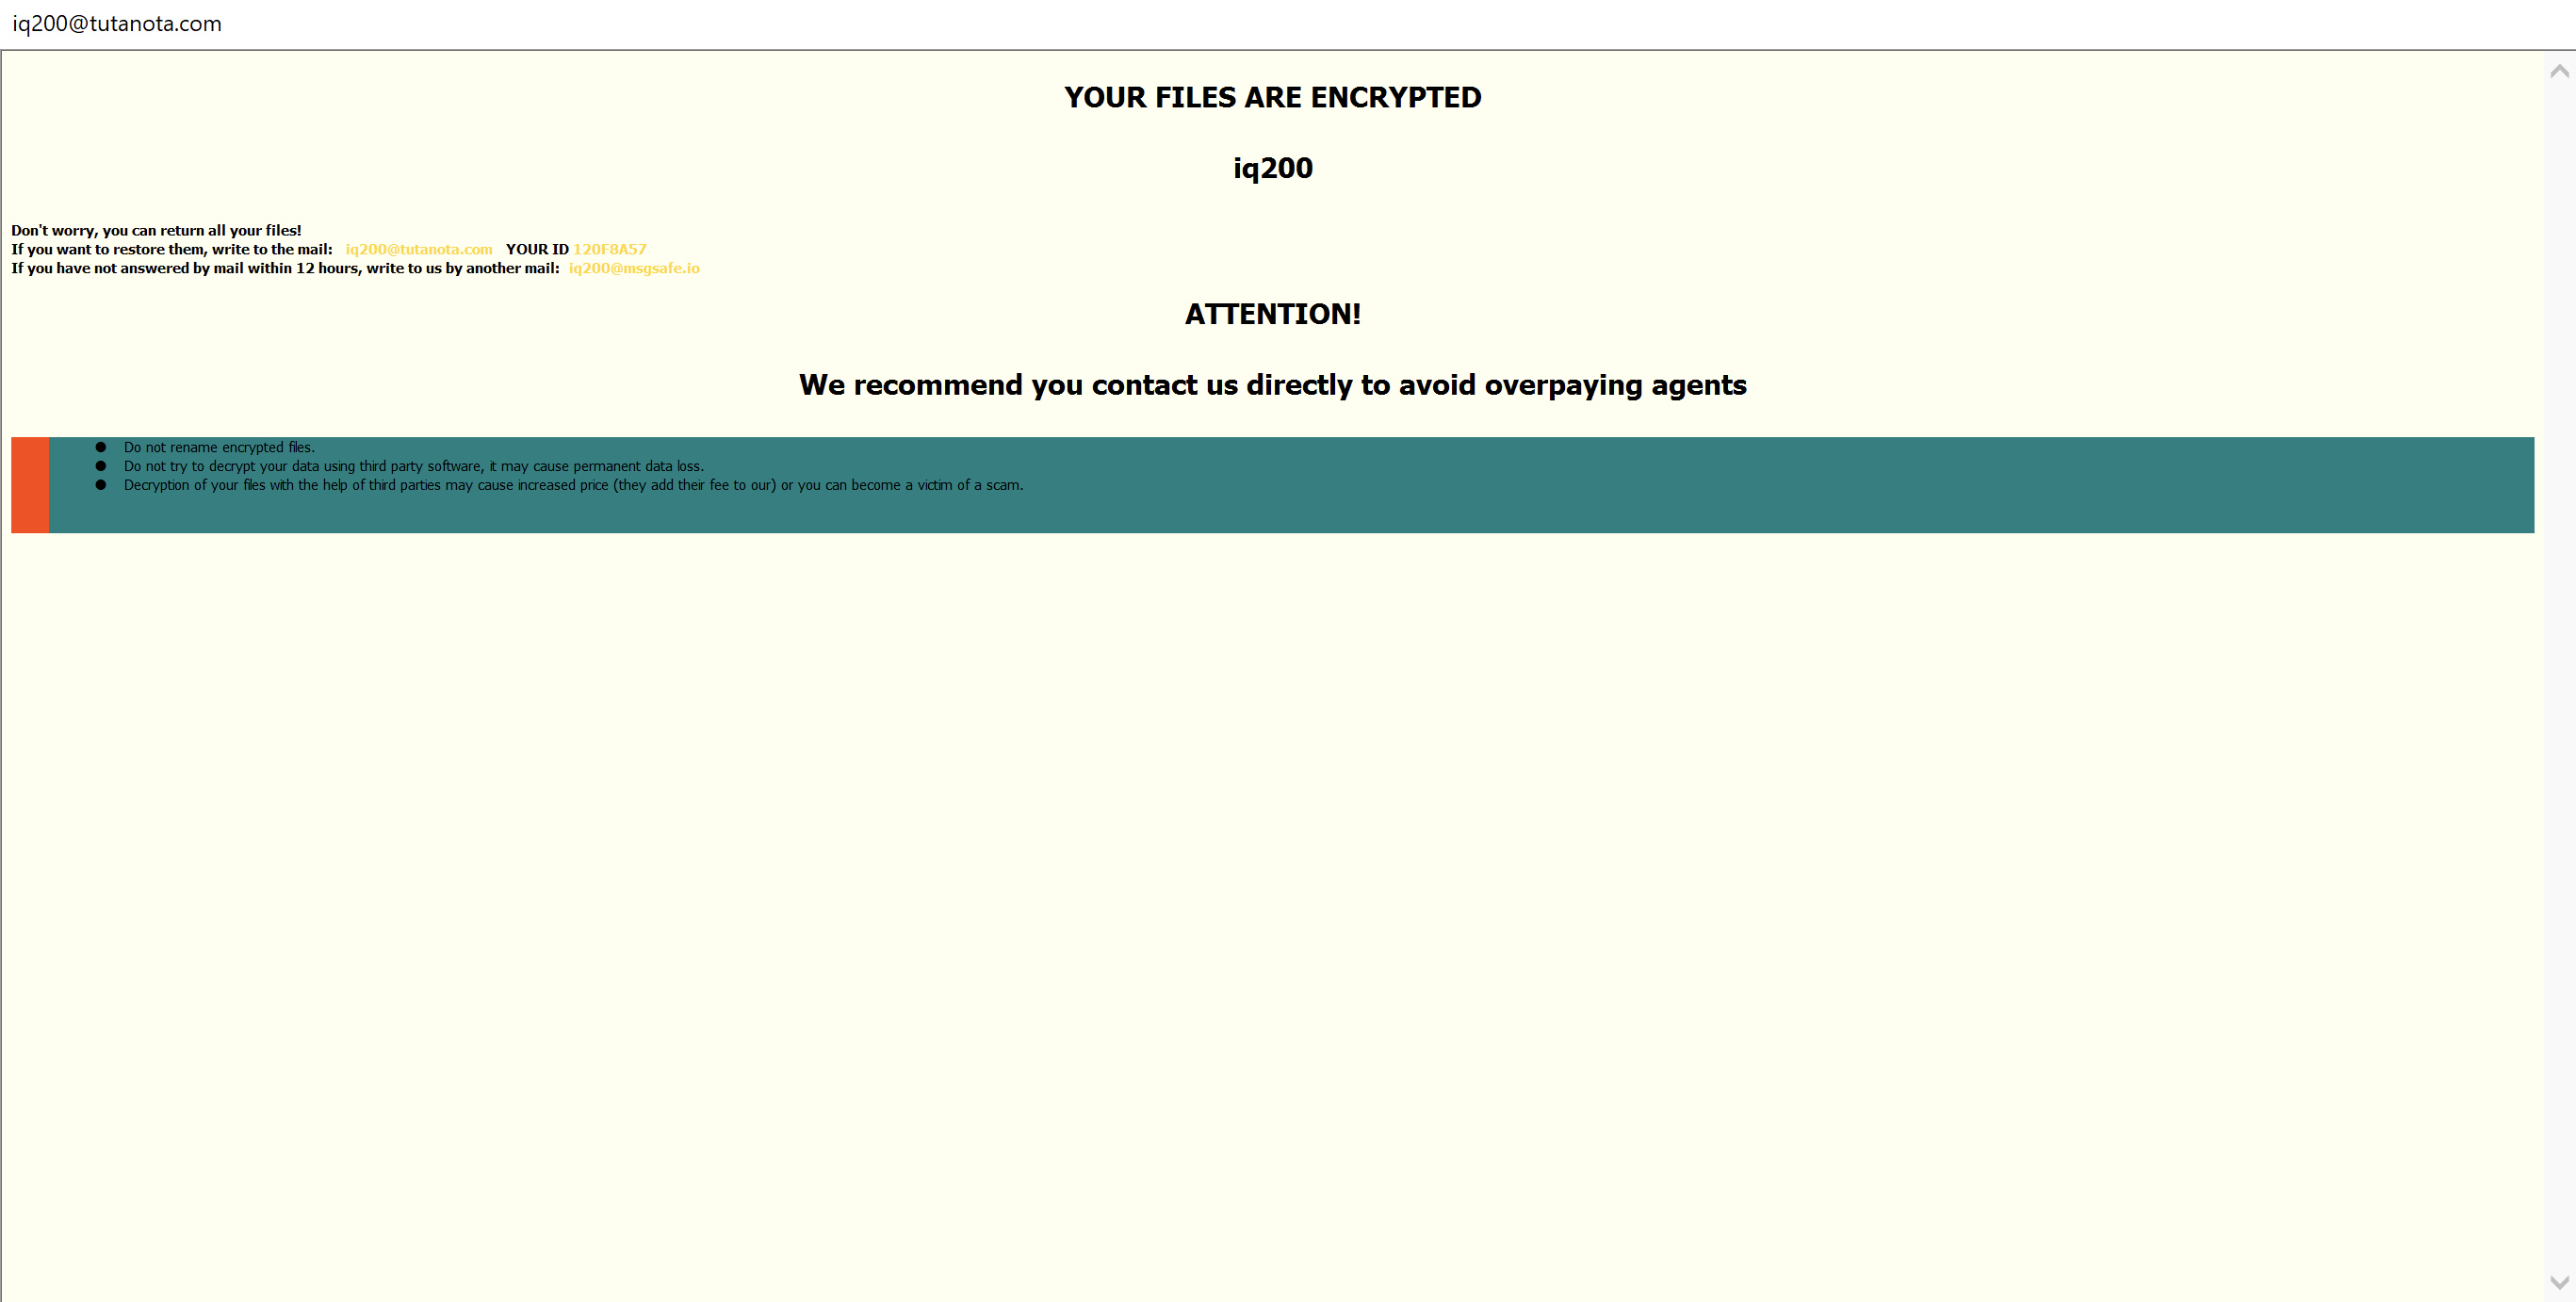 iq200@tutanota.com
YOUR FILES ARE ENCRYPTED
iq200
Don't worry, you can return all your files!
If you want to restore them, write to the mail: iq200@tutanota.com YOUR ID 120F8A57
If you have not answered by mail within 12 hours, write to us by another mail: iq200@msgsafe.io
ATTENTION!
We recommend you contact us directly to avoid overpaying agents
● Do not rename encrypted files.
● Do not try to decrypt your data using third party software, it may cause permanent data loss.
● Decryption of your files with the help of third parties may cause increased price (they add their fee to our) or you can become a victim of a scam.